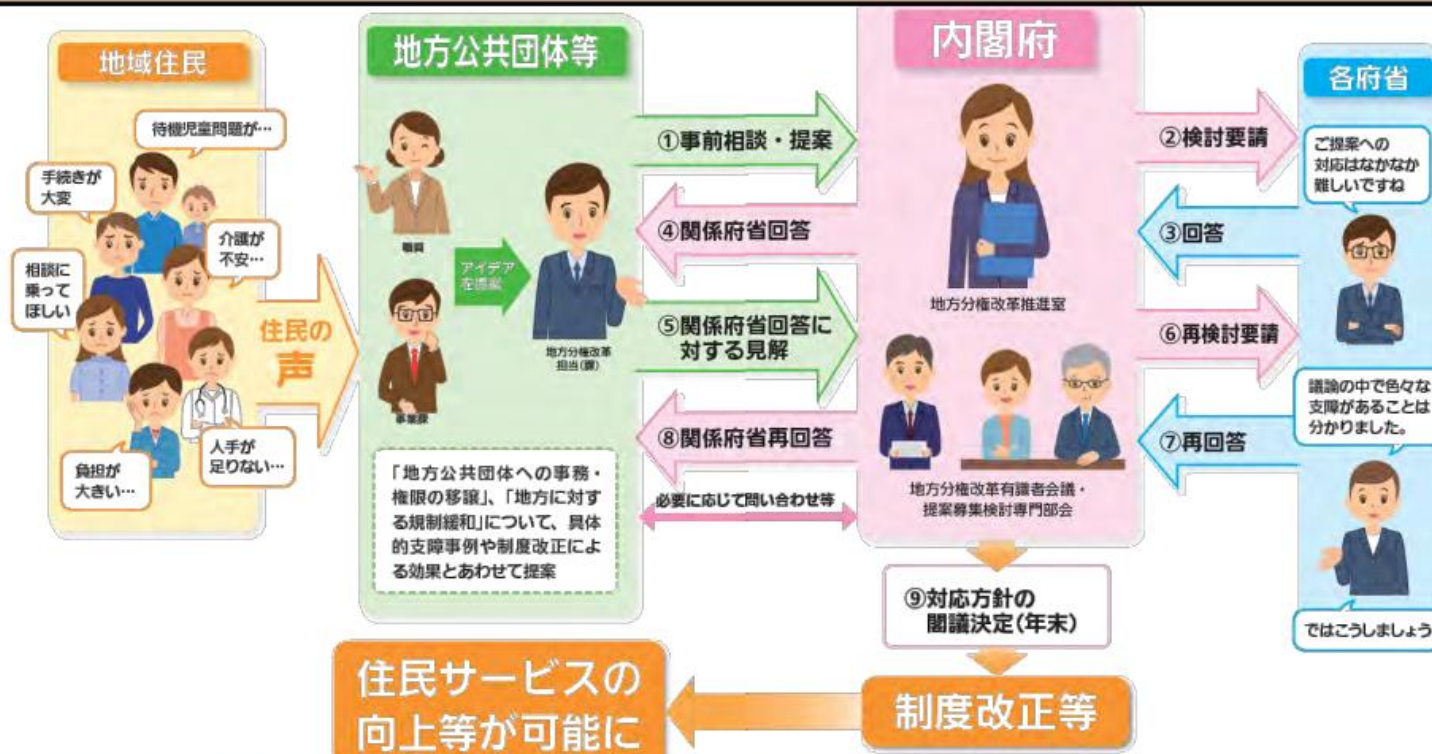 地域住民
待機児童問題が…
手続きが
大変
介護が
不安…
相談に
乗って
ほしい
人手が
足りない…
負担が
大きい…
住民の
声
地方公共団体等
職員
アイデア
を提案
事業課
地方分権改革
担当(課)
「地方公共団体への事務・
権限の移譲」、「地方に対す
る規制緩和」について、具体
的支障事例や制度改正によ
る効果とあわせて提案
①事前相談・提案
④関係府省回答
⑤関係府省回答に
対する見解
⑧関係府省再回答
必要に応じて問い合わせ等
内閣府
地方分権改革推進室
地方分権改革有識者会議・
提案募集検討専門部会
②検討要請
③回答
⑥再検討要請
⑦再回答
各府省
ご提案への
対応はなかなか
難しいですね
議論の中で色々な
支障があることは
分かりました。
ではこうしましょう
⑨対応方針の
閣議決定(年末)
制度改正等
住民サービスの
向上等が可能に